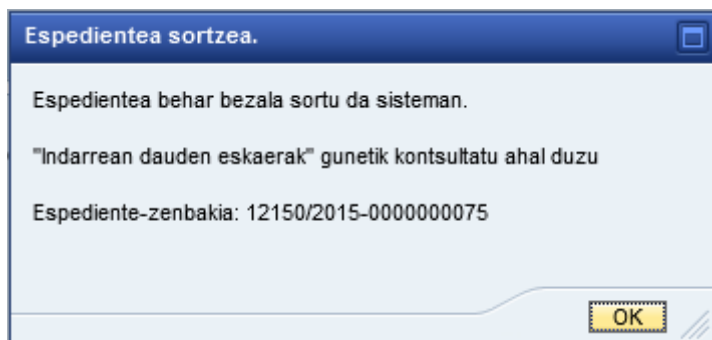 Espedientea sortzea.
Espedientea behar bezala sortu da sisteman.
"Indarrean dauden eskaerak" gunetik kontsultatu ahal duzu
Espediente-zenbakia: 12150/2015-0000000075
OK